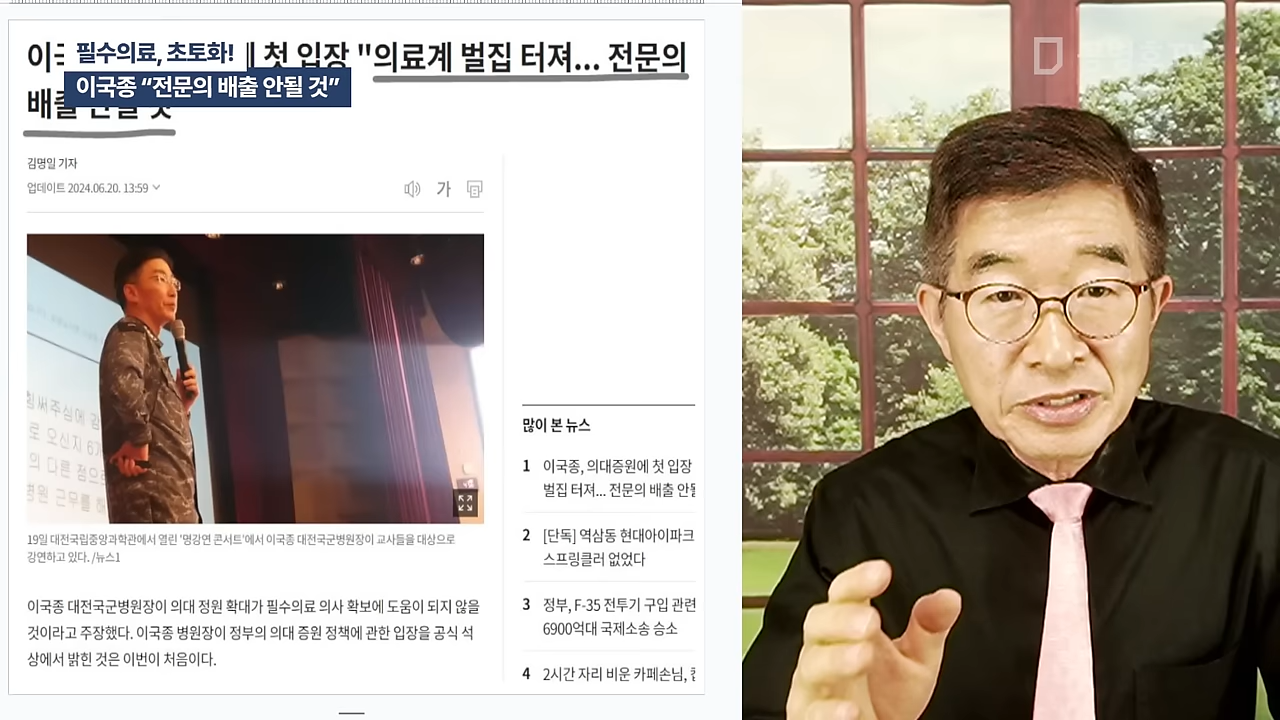 필수의료, 초토화!
이국종 “전문의 배출 안될 것”
첫 입장 "의료계 벌집 터져... 전문의
배출 안될 것
김명일 기자
업데이트 2024.06.20. 13:59
가
19일 대전국립중앙과학관에서 열린 '명강연 콘서트'에서 이국종 대전국군병원장이 교사들을 대상으로
강연하고 있다. /뉴스1
이국종 대전국군병원장이 의대 정원 확대가 필수의료 의사 확보에 도움이 되지 않을
것이라고 주장했다. 이국종 병원장이 정부의 의대 증원 정책에 관한 입장을 공식 석
상에서 밝힌 것은 이번이 처음이다.
많이 본 뉴스
1 이국종, 의대증원에 첫 입장
벌집 터져... 전문의 배출 안될
2 [단독] 역삼동 현대아이파크
스프링클러 없었다
3 정부, F-35 전투기 구입 관련
6900억대 국제소송 승소
4 2시간 자리 비운 카페손님,